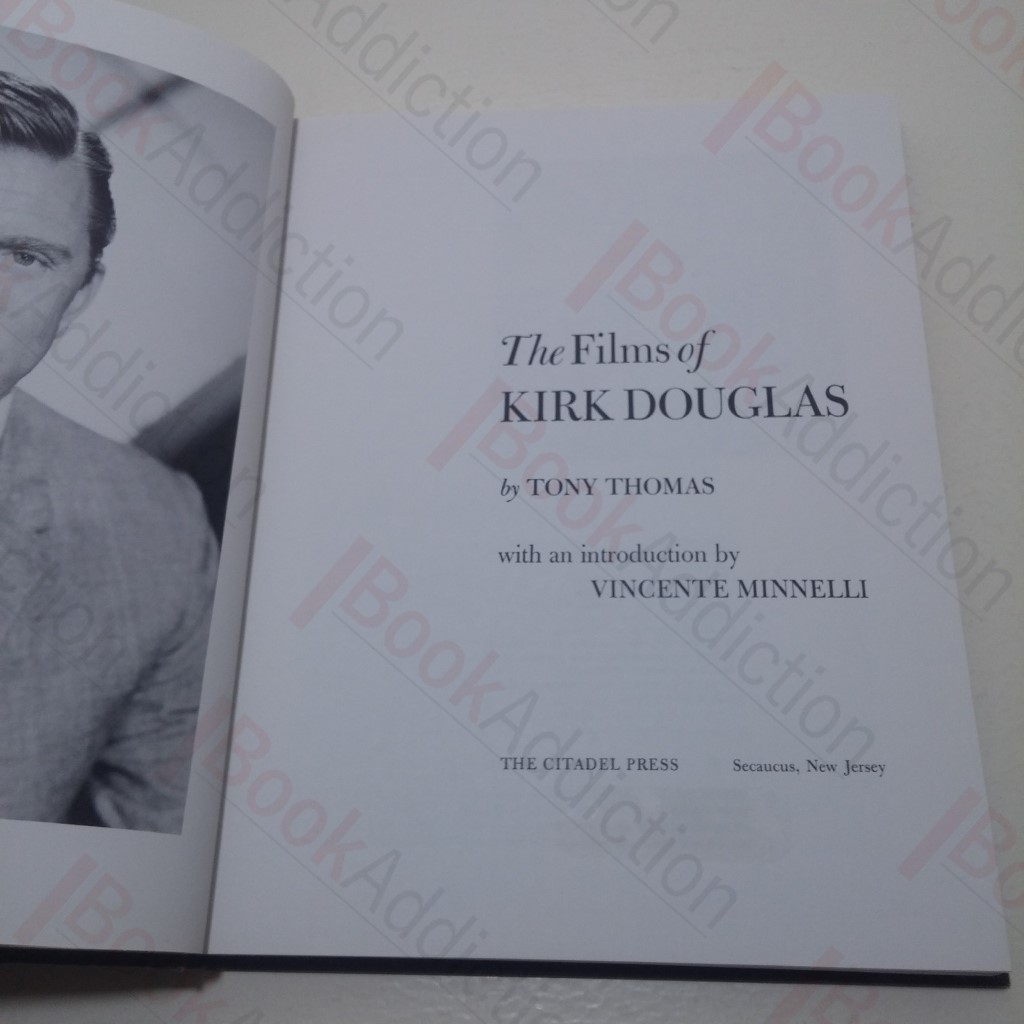 The Films of
KIRK DOUGLAS
by TONY THOMAS
with an introduction by
VINCENTE MINNELLI
THE CITADEL PRESS Secaucus, New Jersey
BookAddiction